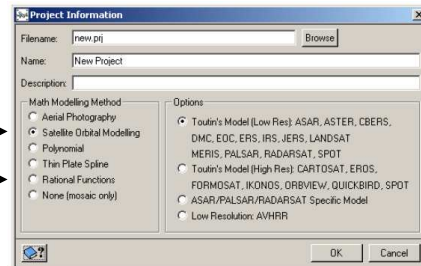 Project Information
Filename: new.prj Browse
Name: New Project
Description:
Math Modelling Method
Aerial Photography
Satellite Orbital Modelling
Polynomial
Thin Plate Spline
Rational Functions
None (mosaic only)
Options
Toutin's Model (Low Res): ASAR, ASTER, CBERS,
DMC, EOC, ERS, IRS, JERS, LANDSAT
MERIS, PALSAR, RADARSAT, SPOT
Toutin's Model (High Res): CARTOSAT, EROS,
FORMOSAT, IKONOS, ORBVIEW, QUICKBIRD, SPOT
ASAR/PALSAR/RADARSAT Specific Model
Low Resolution: AVHRR
?
OK Cancel